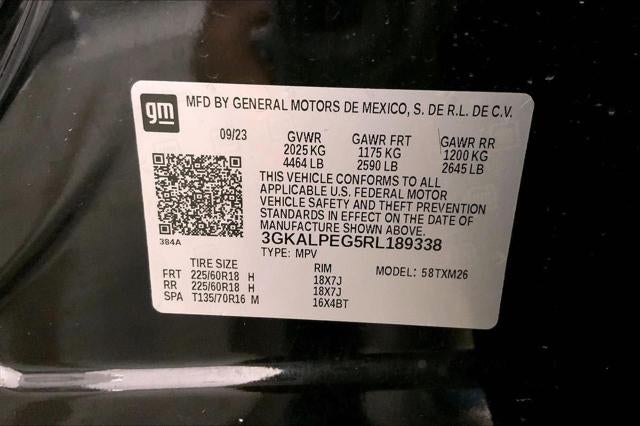 gm
MFD BY GENERAL MOTORS DE MEXICO, S. DE R.L. DE C.V.
09/23 GVWR GAWR FRT GAWR RR
2025 KG 1175 KG 1200 KG
4464 LB 2590 LB 2645 LB
THIS VEHICLE CONFORMS TO ALL
APPLICABLE U.S. FEDERAL MOTOR
VEHICLE SAFETY AND THEFT PREVENTION
STANDARDS IN EFFECT ON THE DATE OF
MANUFACTURE SHOWN ABOVE.
384A 3GKALPEG5RL189338
TYPE: MPV
TIRE SIZE RIM MODEL: 58TXM26
FRT 225/60R18 H 18X7J
RR 225/60R18 H 18X7J
SPA T135/70R16 M 16X4BT